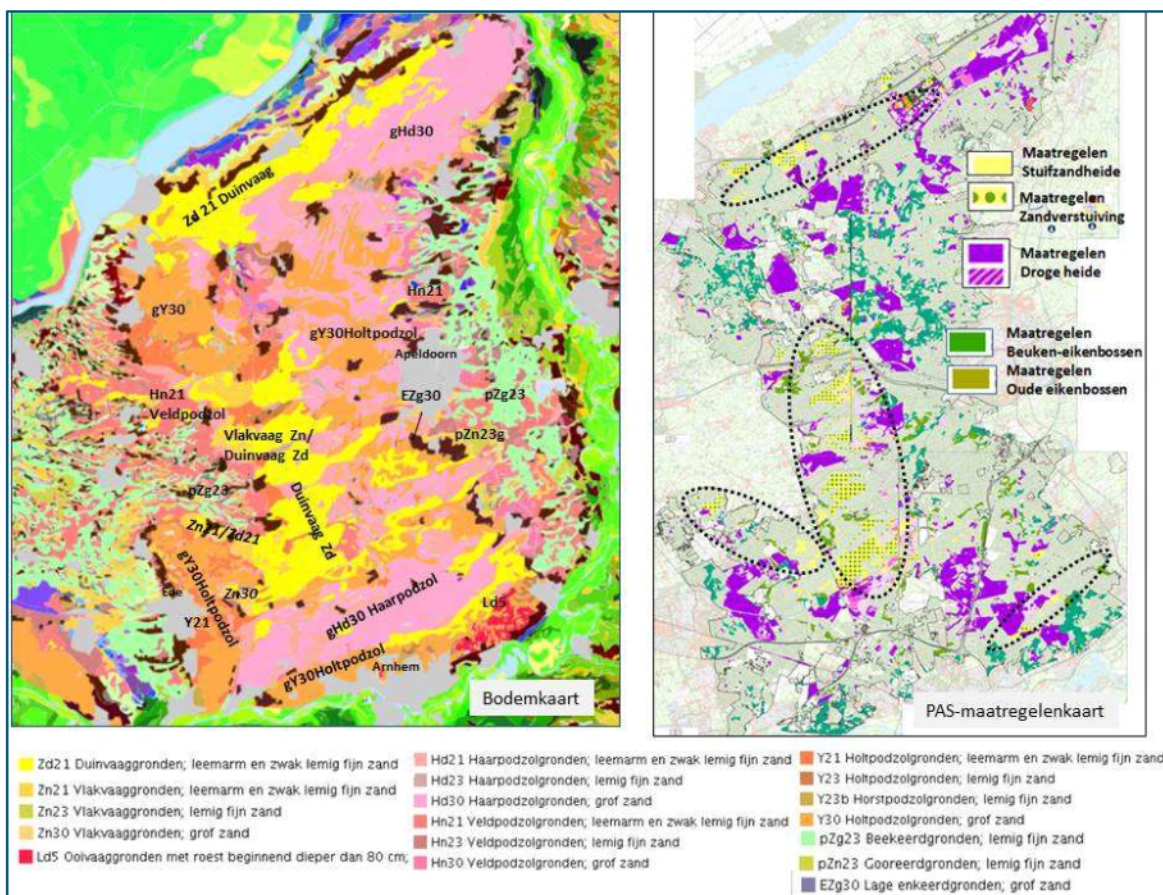 gHd30
Zd 21 Duinvaag
Hn21
gY30
gY30Holtpodzol
Apeldoorn
Hn21
Veldpodzol
EZg30
pZg23
Vlakvaag Zn/
Duinvaag Zd
pZn23g
pZg23
Duinvaag Zd
Zn21/Zd21
gY30Holtpodzol
Zn30
Ede
Y21
gHd30 Haarpodzol
Ld5
gY30Holtpodzol
Arnhem
Bodemkaart
Maatregelen
Stuifzandheide
Maatregelen
Zandverstuiving
Maatregelen
Droge heide
Maatregelen
Beuken-eikenbossen
Maatregelen
Oude eikenbossen
PAS-maatregelenkaart
Zd21 Duinvaaggronden; leemarm en zwak lemig fijn zand
Zn21 Vlakvaaggronden; leemarm en zwak lemig fijn zand
Zn23 Vlakvaaggronden; lemig fijn zand
Zn30 Vlakvaaggronden; grof zand
Ld5 Ooivaaggronden met roest beginnend dieper dan 80 cm;
Hd21 Haarpodzolgronden; leemarm en zwak lemig fijn zand
Hd23 Haarpodzolgronden; lemig fijn zand
Hd30 Haarpodzolgronden; grof zand
Hn21 Veldpodzolgronden; leemarm en zwak lemig fijn zand
Hn23 Veldpodzolgronden; lemig fijn zand
Hn30 Veldpodzolgronden; grof zand
Y21 Holtpodzolgronden; leemarm en zwak lemig fijn zand
Y23 Holtpodzolgronden; lemig fijn zand
Y23b Horstpodzolgronden; lemig fijn zand
Y30 Holtpodzolgronden; grof zand
pZg23 Beekeerdgronden; lemig fijn zand
pZn23 Gooreerdgronden; lemig fijn zand
EZg30 Lage enkeerdgronden; grof zand